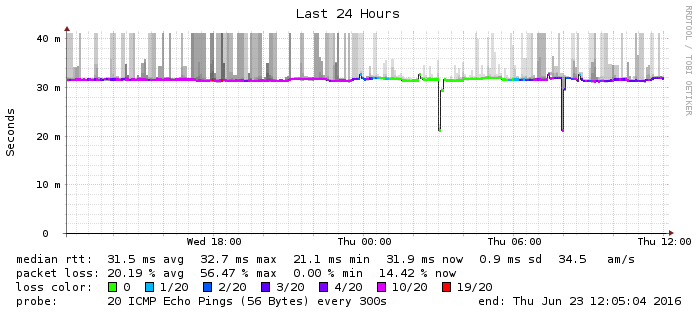 Last 24 Hours
RRDTOOL / TOBI OETIKER
Seconds
40 m
30 m
20 m
10 m
0
Wed 18:00 Thu 00:00 Thu 06:00 Thu 12:00
median rtt: 31.5 ms avg 32.7 ms max 21.1 ms min 31.9 ms now 0.9 ms sd 34.5 am/s
packet loss: 20.19 % avg 56.47 % max 0.00 % min 14.42 % now
loss color: 0 1/20 2/20 3/20 4/20 10/20 19/20
probe: 20 ICMP Echo Pings (56 Bytes) every 300s end: Thu Jun 23 12:05:04 2016